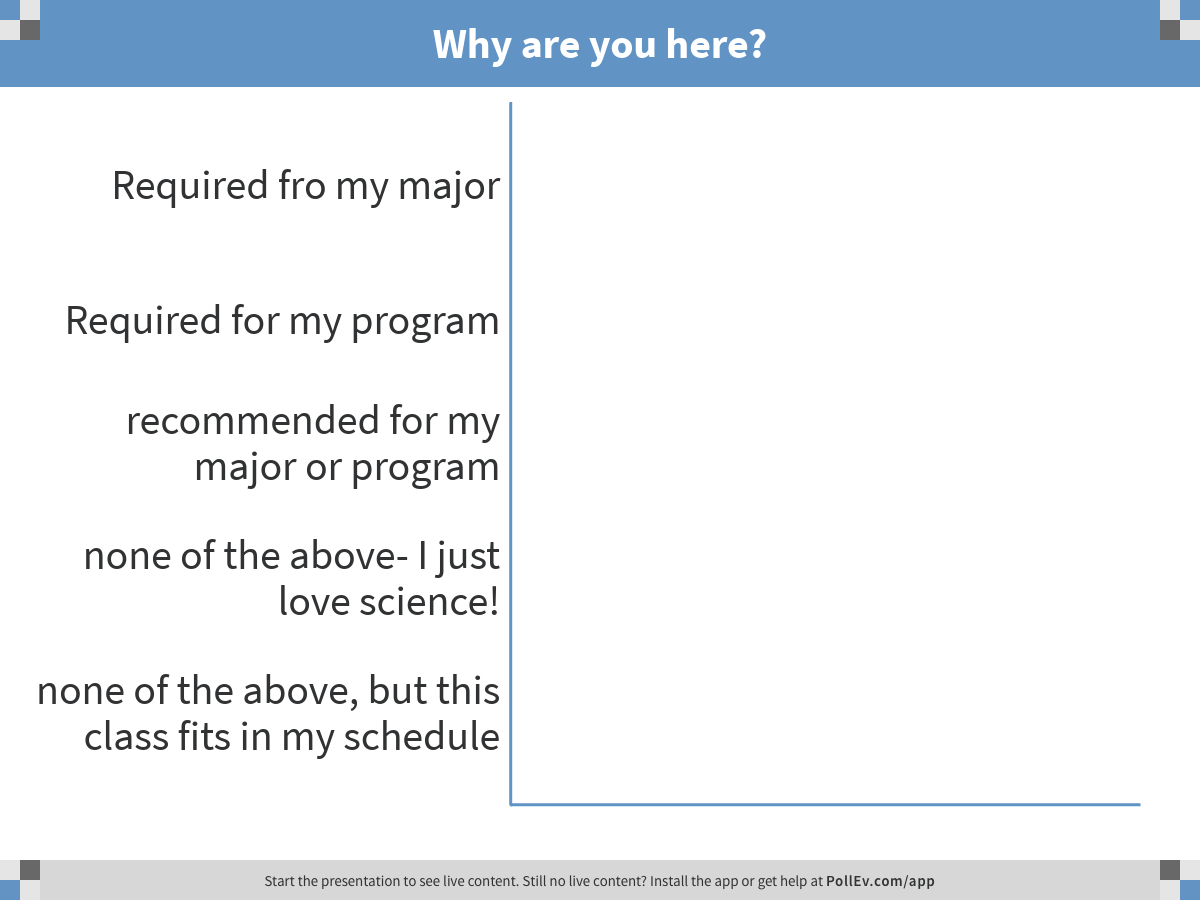 Why are you here?
Required fro my major
Required for my program
recommended for my
major or program
none of the above- I just
love science!
none of the above, but this
class fits in my schedule
Start the presentation to see live content. Still no live content? Install the app or get help at PollEv.com/app